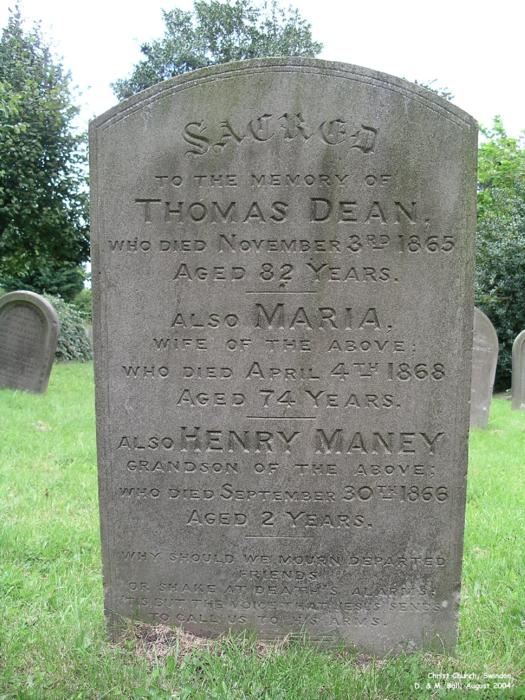 SACRED
TO THE MEMORY OF
THOMAS DEAN,
WHO DIED NOVEMBER 3RD 1865
AGED 82 YEARS.
ALSO MARIA,
WIFE OF THE ABOVE:
WHO DIED APRIL 4TH 1868
AGED 74 YEARS.
ALSO HENRY MANEY
GRANDSON OF THE ABOVE:
WHO DIED SEPTEMBER 30TH 1866
AGED 2 YEARS.
WHY SHOULD WE MOURN DEPARTED
FRIENDS
OR SHAKE AT DEATH'S ALARMS.
'TIS BUT THE VOICE THAT JESUS SENDS
TO CALL US TO HIS ARMS.
Christ Church, Swindon,
D. & M. Ball, August 2004.